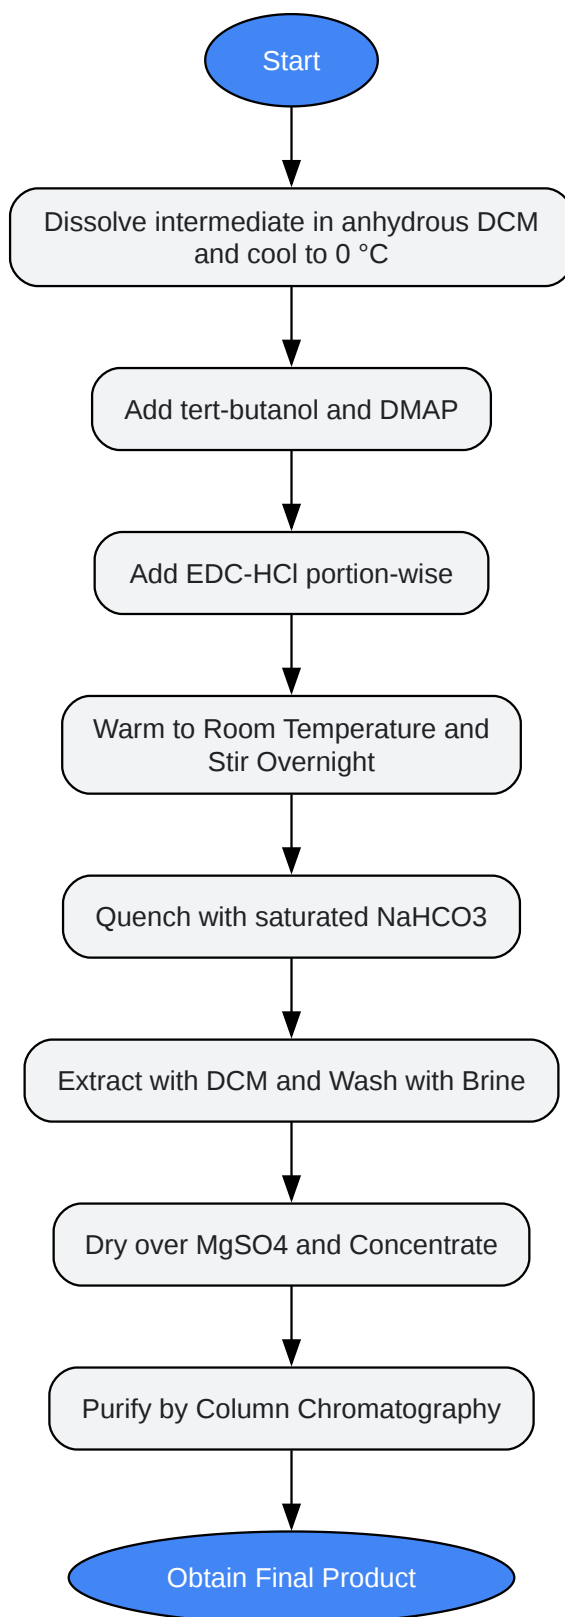 Start
Dissolve intermediate in anhydrous DCM
and cool to 0 °C
Add tert-butanol and DMAP
Add EDC-HCl portion-wise
Warm to Room Temperature and
Stir Overnight
Quench with saturated NaHCO3
Extract with DCM and Wash with Brine
Dry over MgSO4 and Concentrate
Purify by Column Chromatography
Obtain Final Product